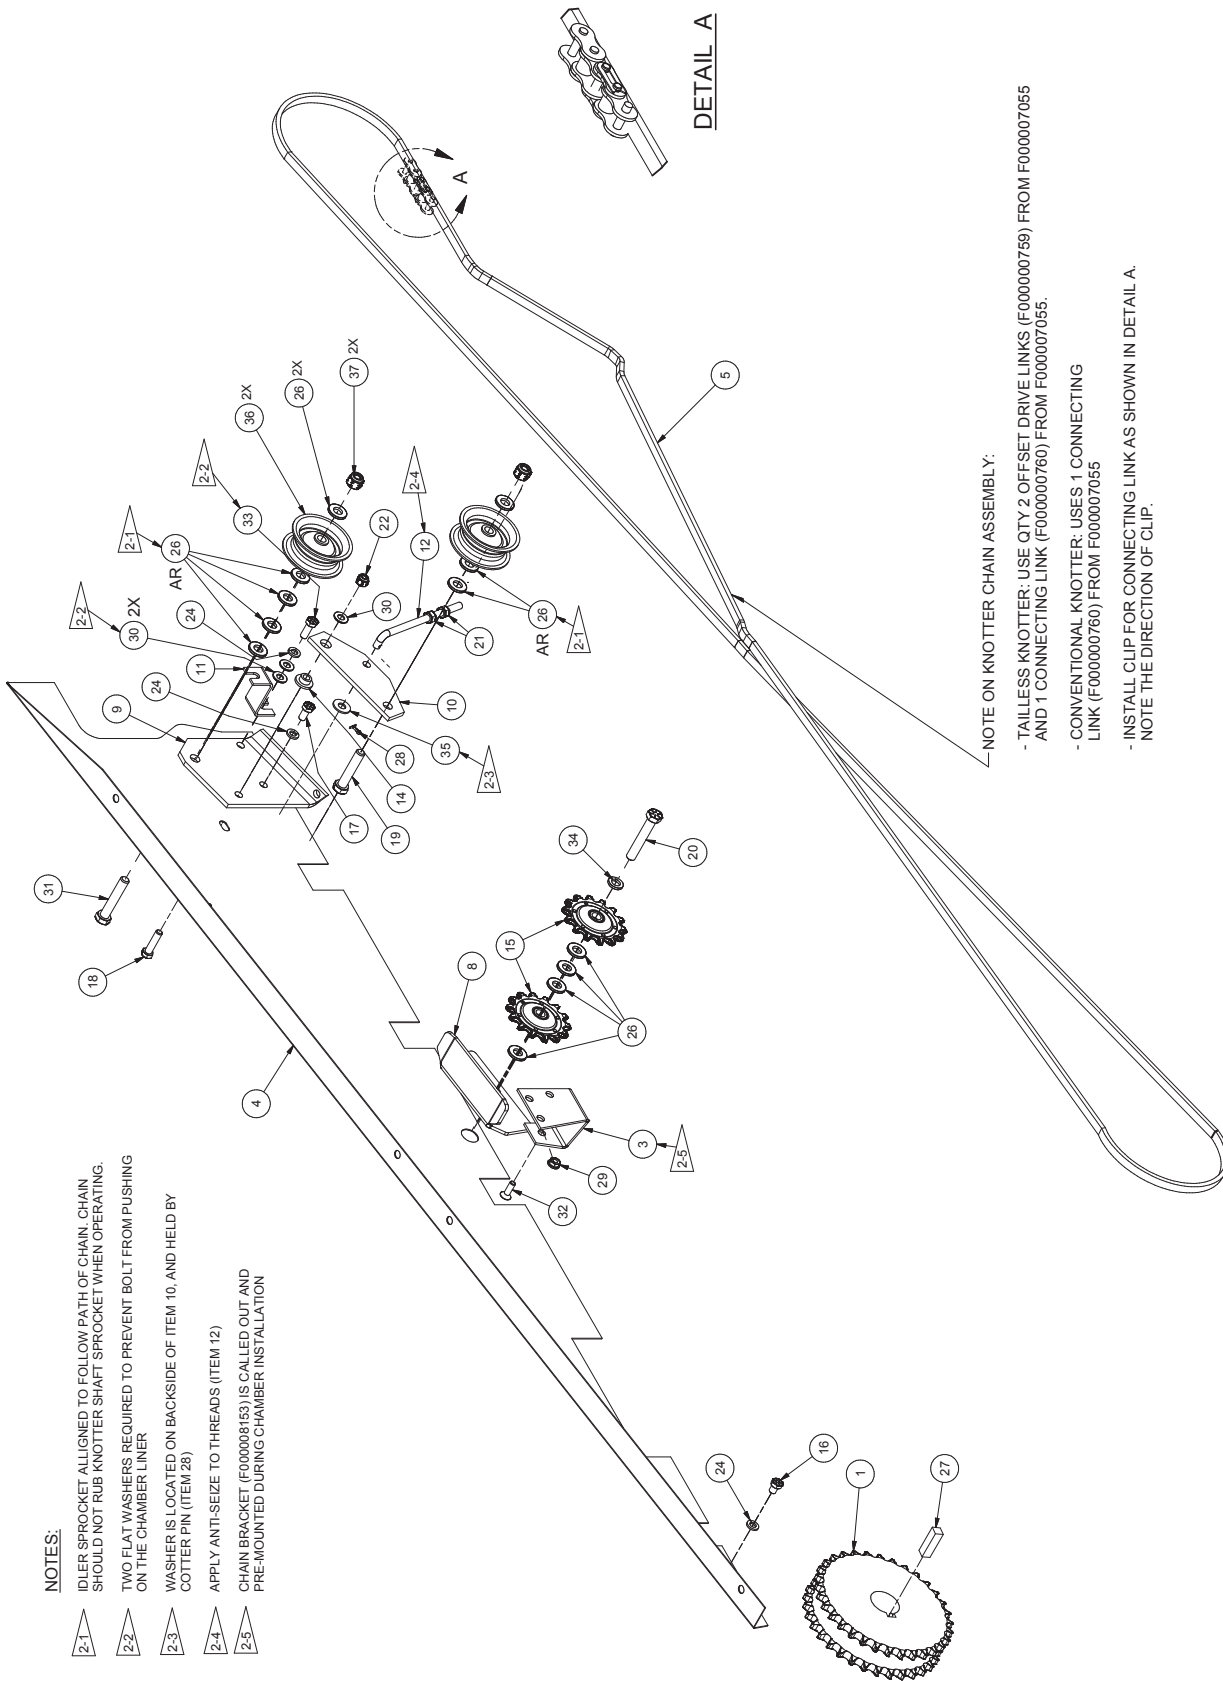 NOTES:
2-1 IDLER SPROCKET ALLIGNED TO FOLLOW PATH OF CHAIN. CHAIN
SHOULD NOT RUB KNOTTER SHAFT SPROCKET WHEN OPERATING.
2-2 TWO FLAT WASHERS REQUIRED TO PREVENT BOLT FROM PUSHING
ON THE CHAMBER LINER
2-3 WASHER IS LOCATED ON BACKSIDE OF ITEM 10, AND HELD BY
COTTER PIN (ITEM 28)
2-4 APPLY ANTI-SEIZE TO THREADS (ITEM 12)
2-5 CHAIN BRACKET (F000008153) IS CALLED OUT AND
PRE-MOUNTED DURING CHAMBER INSTALLATION
31
18
4
9
24
11
24
30 2X
2-2
AR 26
2-1
33
2-2
36 2X
26 2X
37 2X
22
30
12
2-4
21
AR 26
2-1
10
35
2-3
28
14
19
17
34
20
15
8
26
3
2-5
29
32
24
16
1
27
5
A
DETAIL A
NOTE ON KNOTTER CHAIN ASSEMBLY:
- TAILLESS KNOTTER: USE QTY 2 OFFSET DRIVE LINKS (F000000759) FROM F000007055
AND 1 CONNECTING LINK (F000000760) FROM F000007055.
- CONVENTIONAL KNOTTER: USES 1 CONNECTING
LINK (F000000760) FROM F000007055
- INSTALL CLIP FOR CONNECTING LINK AS SHOWN IN DETAIL A.
NOTE THE DIRECTION OF CLIP.